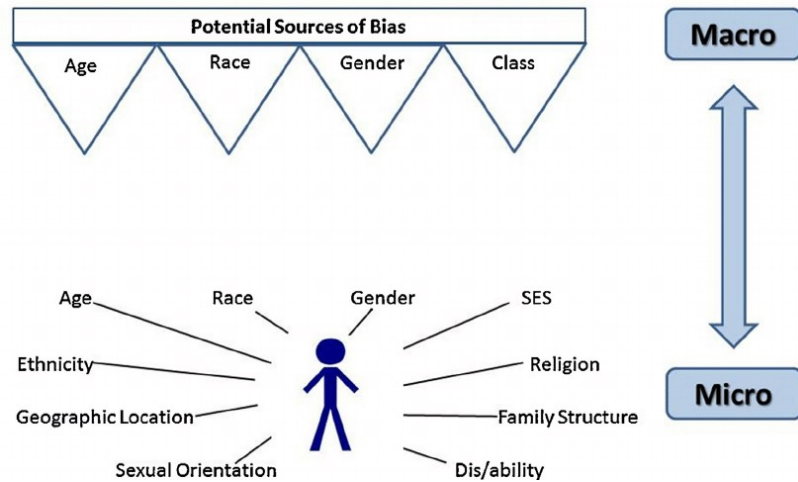 Potential Sources of Bias
Macro
Age
Race
Gender
Class
Age
Race
Gender
SES
Ethnicity
Religion
Geographic Location
Family Structure
Micro
Sexual Orientation
Dis/ability